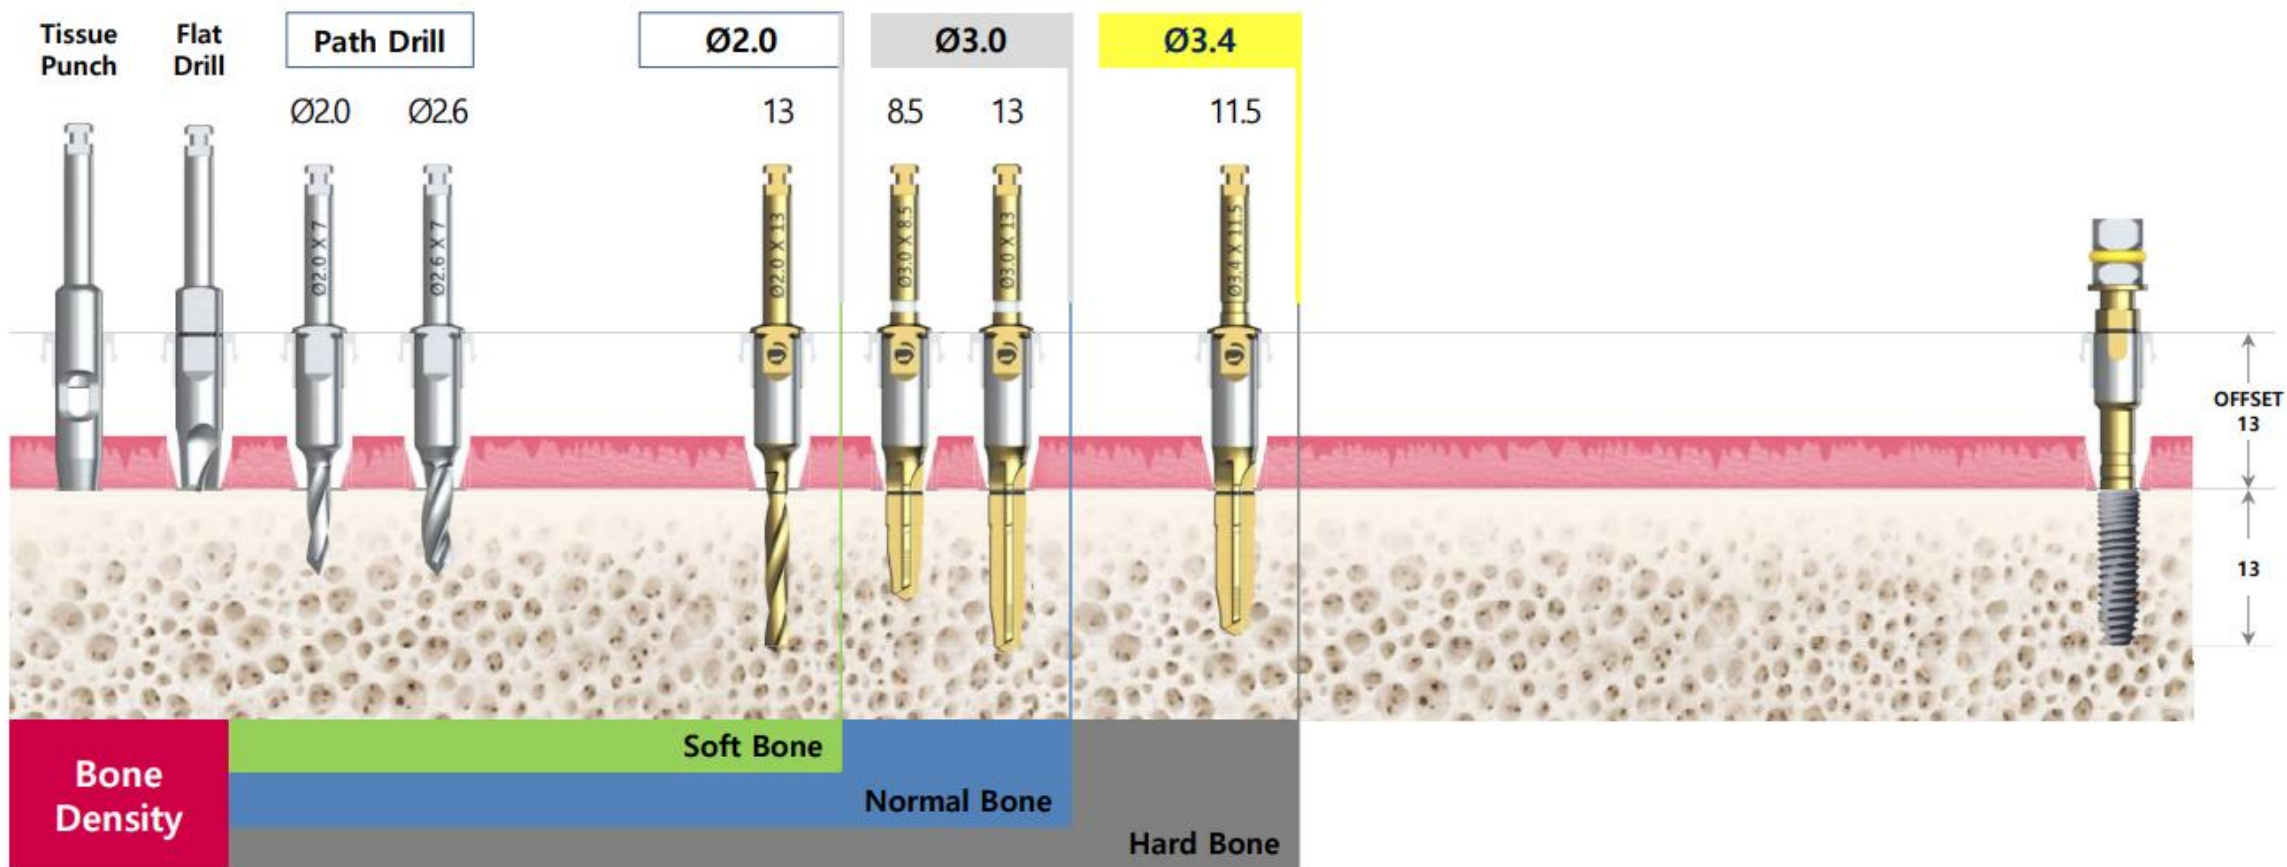 Tissue
Punch
Flat
Drill
Path Drill
Ø2.0
Ø3.0
Ø3.4
Ø2.0
Ø2.6
13
8.5
13
11.5
Ø2.0 X 7
Ø2.6 X 7
Ø2.0 X 13
Ø3.0 X 8.5
Ø3.0 X 13
Ø3.4 X 11.5
OFFSET
13
13
Bone
Density
Soft Bone
Normal Bone
Hard Bone